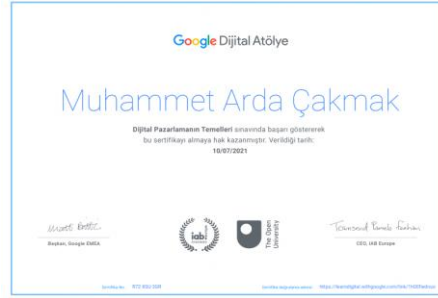 Google Dijital Atölye
Muhammet Arda Çakmak
Dijital Pazarlamanın Temelleri sınavında başarı göstererek
bu sertifikayı almaya hak kazanmıştır. Verildiği tarih:
10/07/2021
iab
The Open
University
Başkan, Google EMEA
CEO, IAB Europe